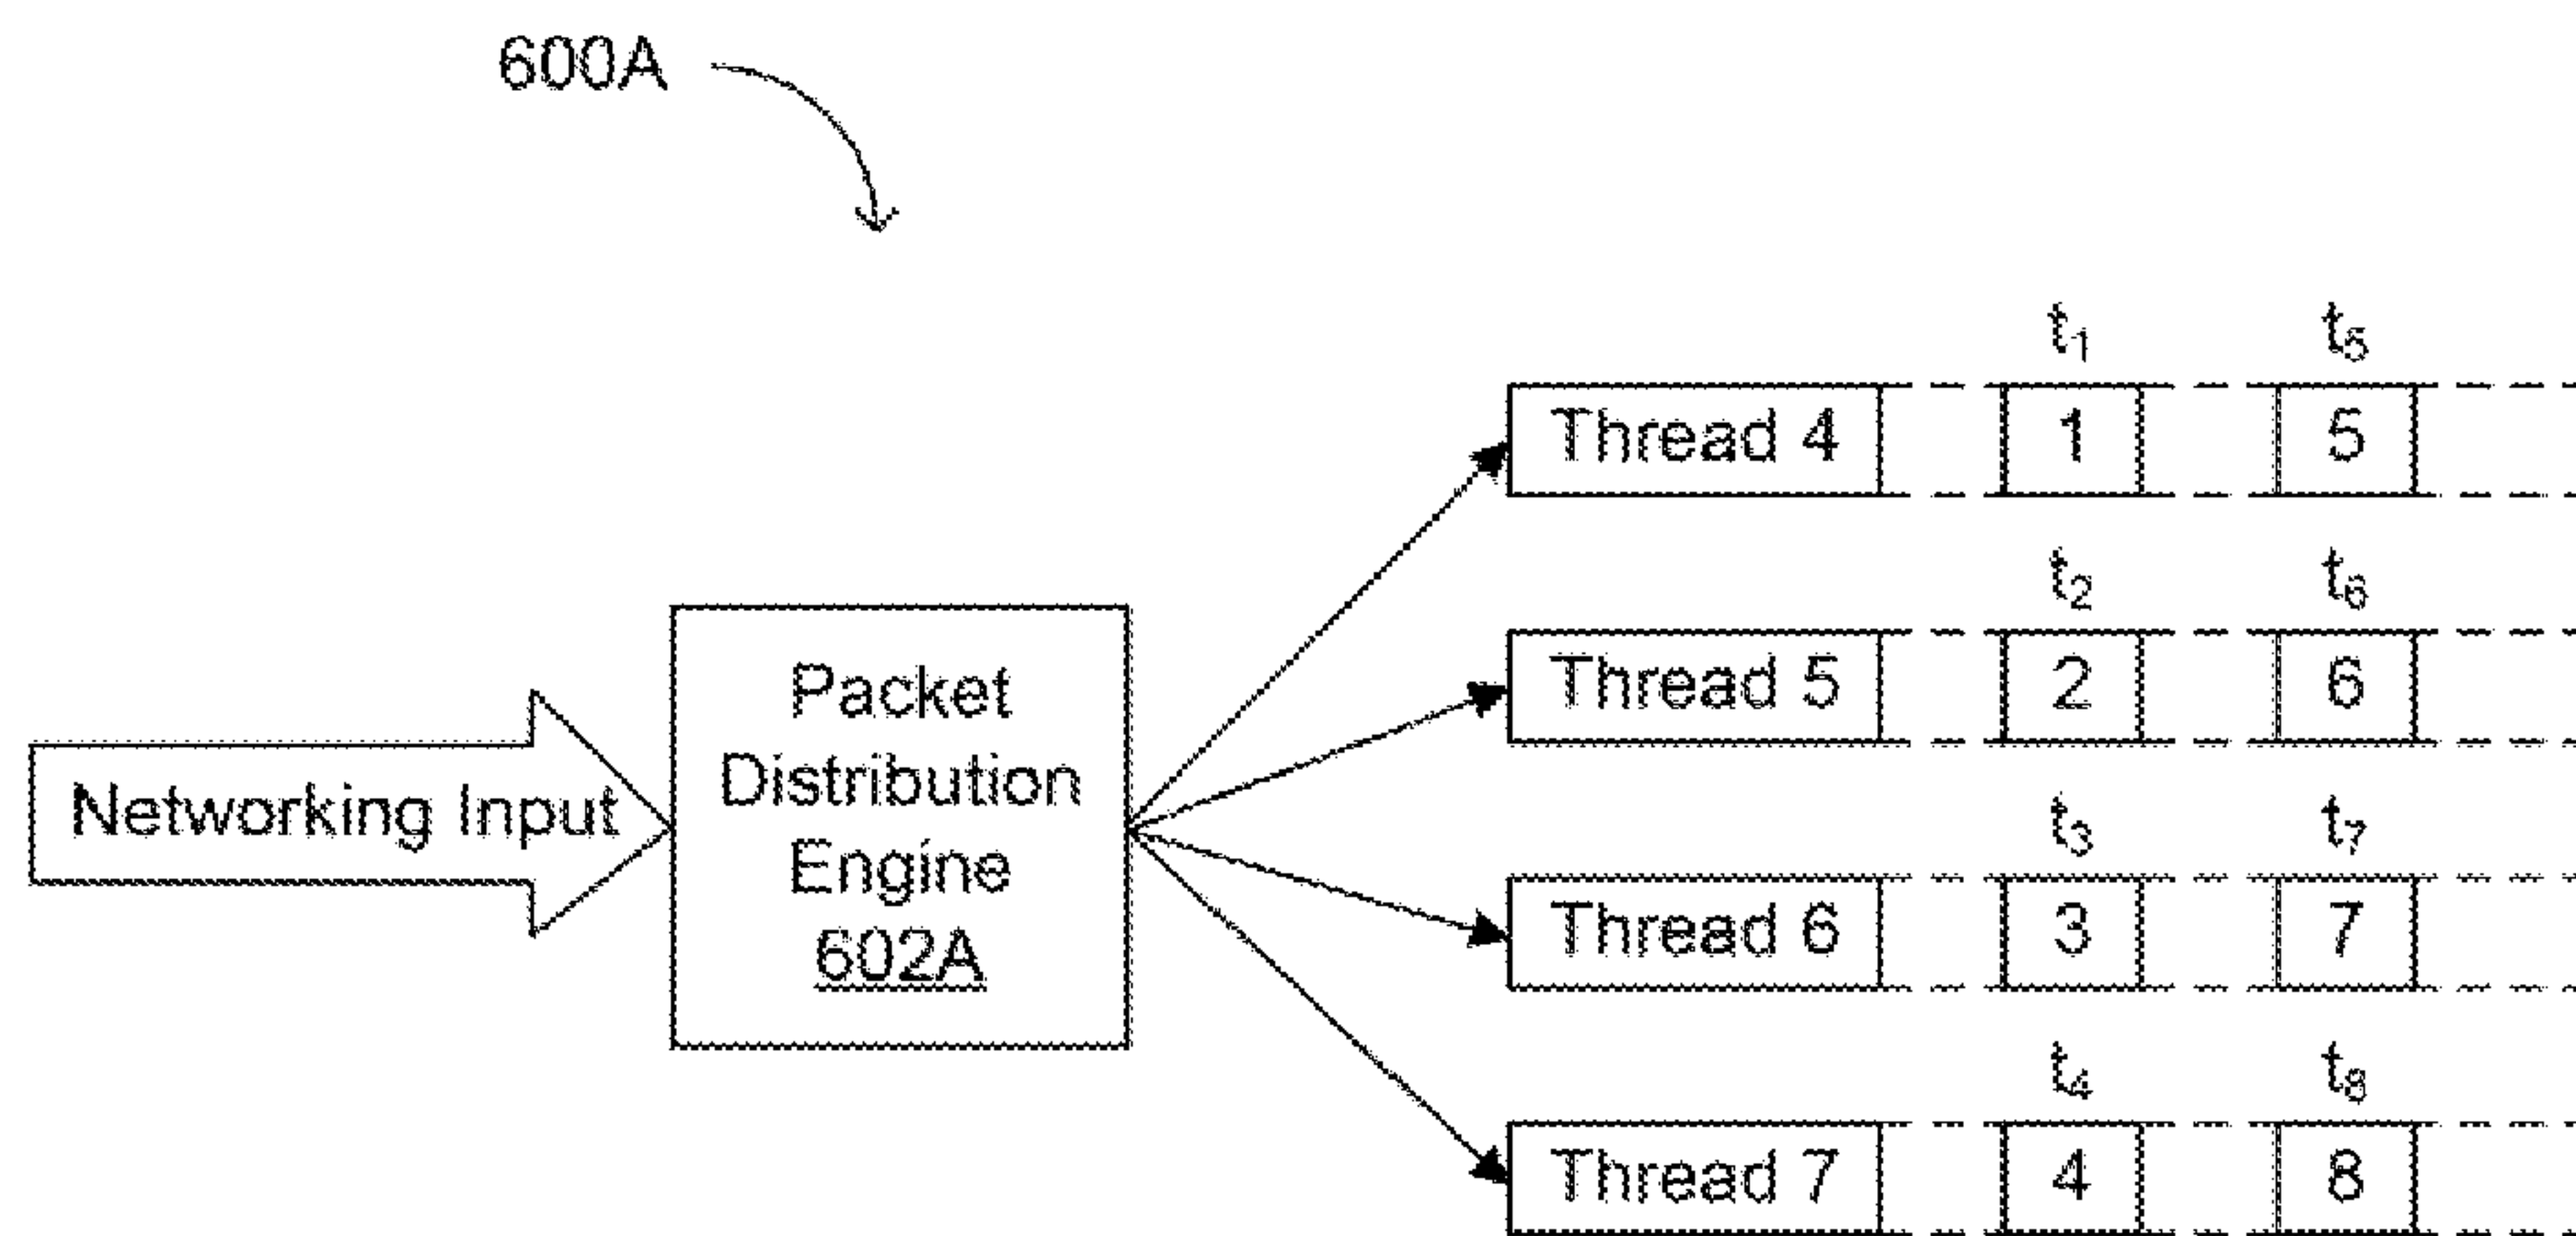 600A
t₁ t₅
Thread 4 1 5
t₂ t₆
Thread 5 2 6
Packet
Distribution
Engine
602A
Networking Input
t₃ t₇
Thread 6 3 7
t₄ t₈
Thread 7 4 8